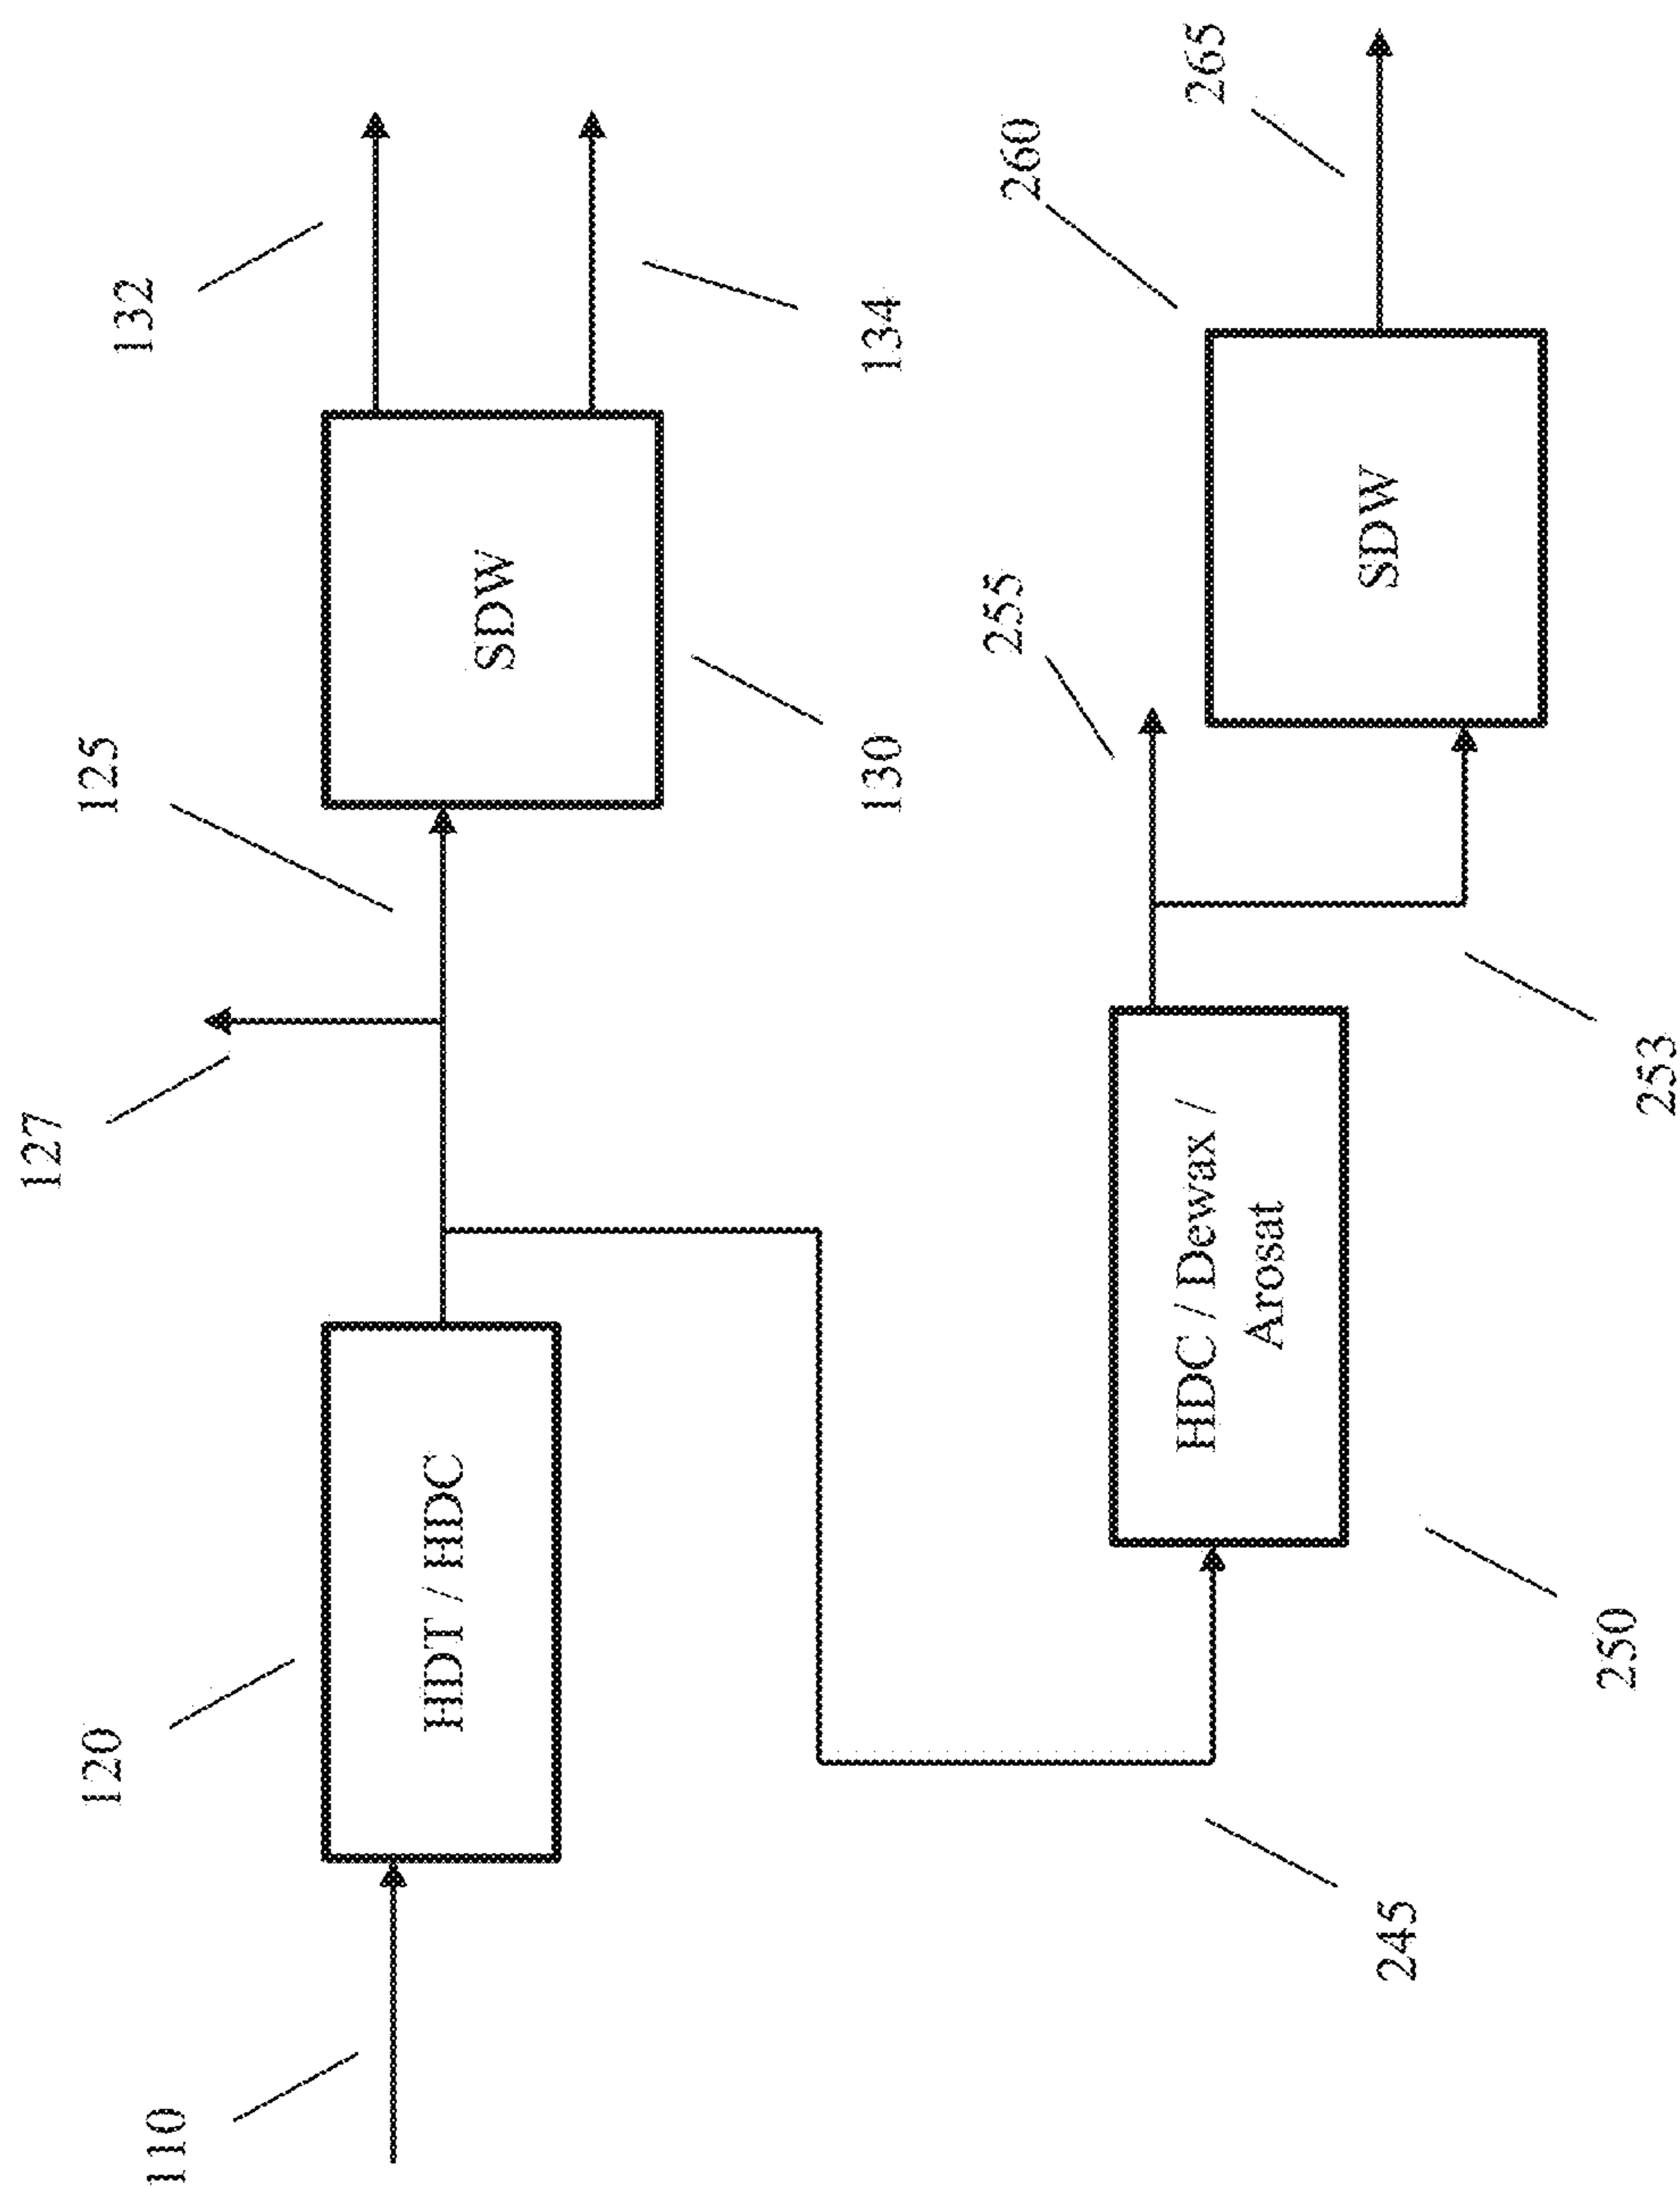 110
120
HDT / HDC
127
125
SDW
130
132
134
245
250
HDC / Dewax /
Arosat
255
253
260
SDW
265